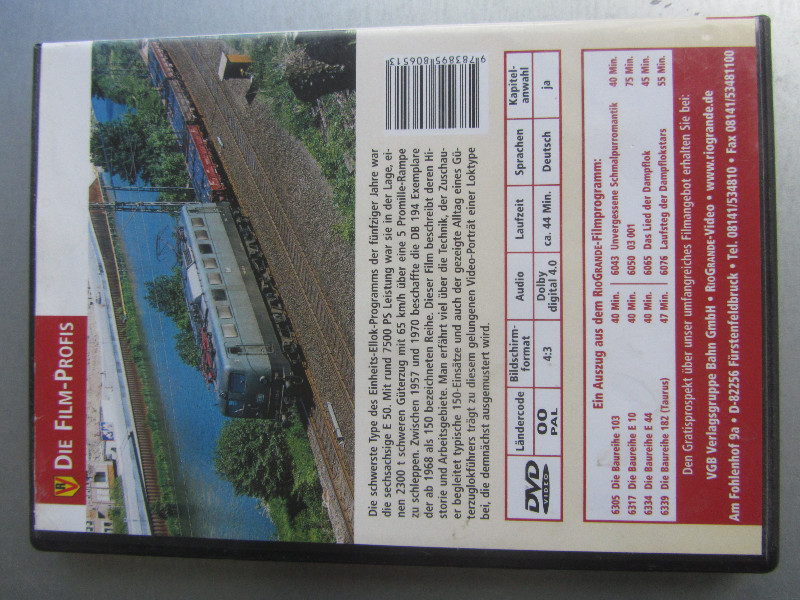 DIE FILM-PROFIS
Die schwerste Type des Einheits-Ellok-Programms der fünfziger Jahre war
die sechsachsige E 50. Mit rund 7500 PS Leistung war sie in der Lage, ei-
nen 2300 t schweren Güterzug mit 65 km/h über eine 5 Promille-Rampe
zu schleppen. Zwischen 1957 und 1970 beschaffte die DB 194 Exemplare
der ab 1968 als 150 bezeichneten Reihe. Dieser Film beschreibt deren Hi-
storie und Arbeitsgebiete. Man erfährt viel über die Technik, der Zuschau-
er begleitet typische 150-Einsätze und auch der gezeigte Alltag eines Gü-
terzuglokführers trägt zu diesem gelungenen Video-Porträt einer Loktype
bei, die demnächst ausgemustert wird.
9783895806513
DVD
VIDEO
Ländercode
00
PAL
Bildschirm-
format
4:3
Audio
Dolby
digital 4.0
Laufzeit
ca. 44 Min.
Sprachen
Deutsch
Kapitel-
anwahl
ja
Ein Auszug aus dem RIOGRANDE-Filmprogramm:
6305 Die Baureihe 103 40 Min.
6317 Die Baureihe E 10 40 Min.
6334 Die Baureihe E 44 40 Min.
6339 Die Baureihe 182 (Taurus) 47 Min.
6043 Unvergessene Schmalspurromantik 40 Min.
6050 03 001 75 Min.
6065 Das Lied der Dampflok 45 Min.
6076 Laufsteg der Dampflokstars 55 Min.
Den Gratisprospekt über unser umfangreiches Filmangebot erhalten Sie bei:
VGB Verlagsgruppe Bahn GmbH • RIOGRANDE-Video • www.riogrande.de
Am Fohlenhof 9a • D-82256 Fürstenfeldbruck • Tel. 08141/534810 • Fax 08141/53481100